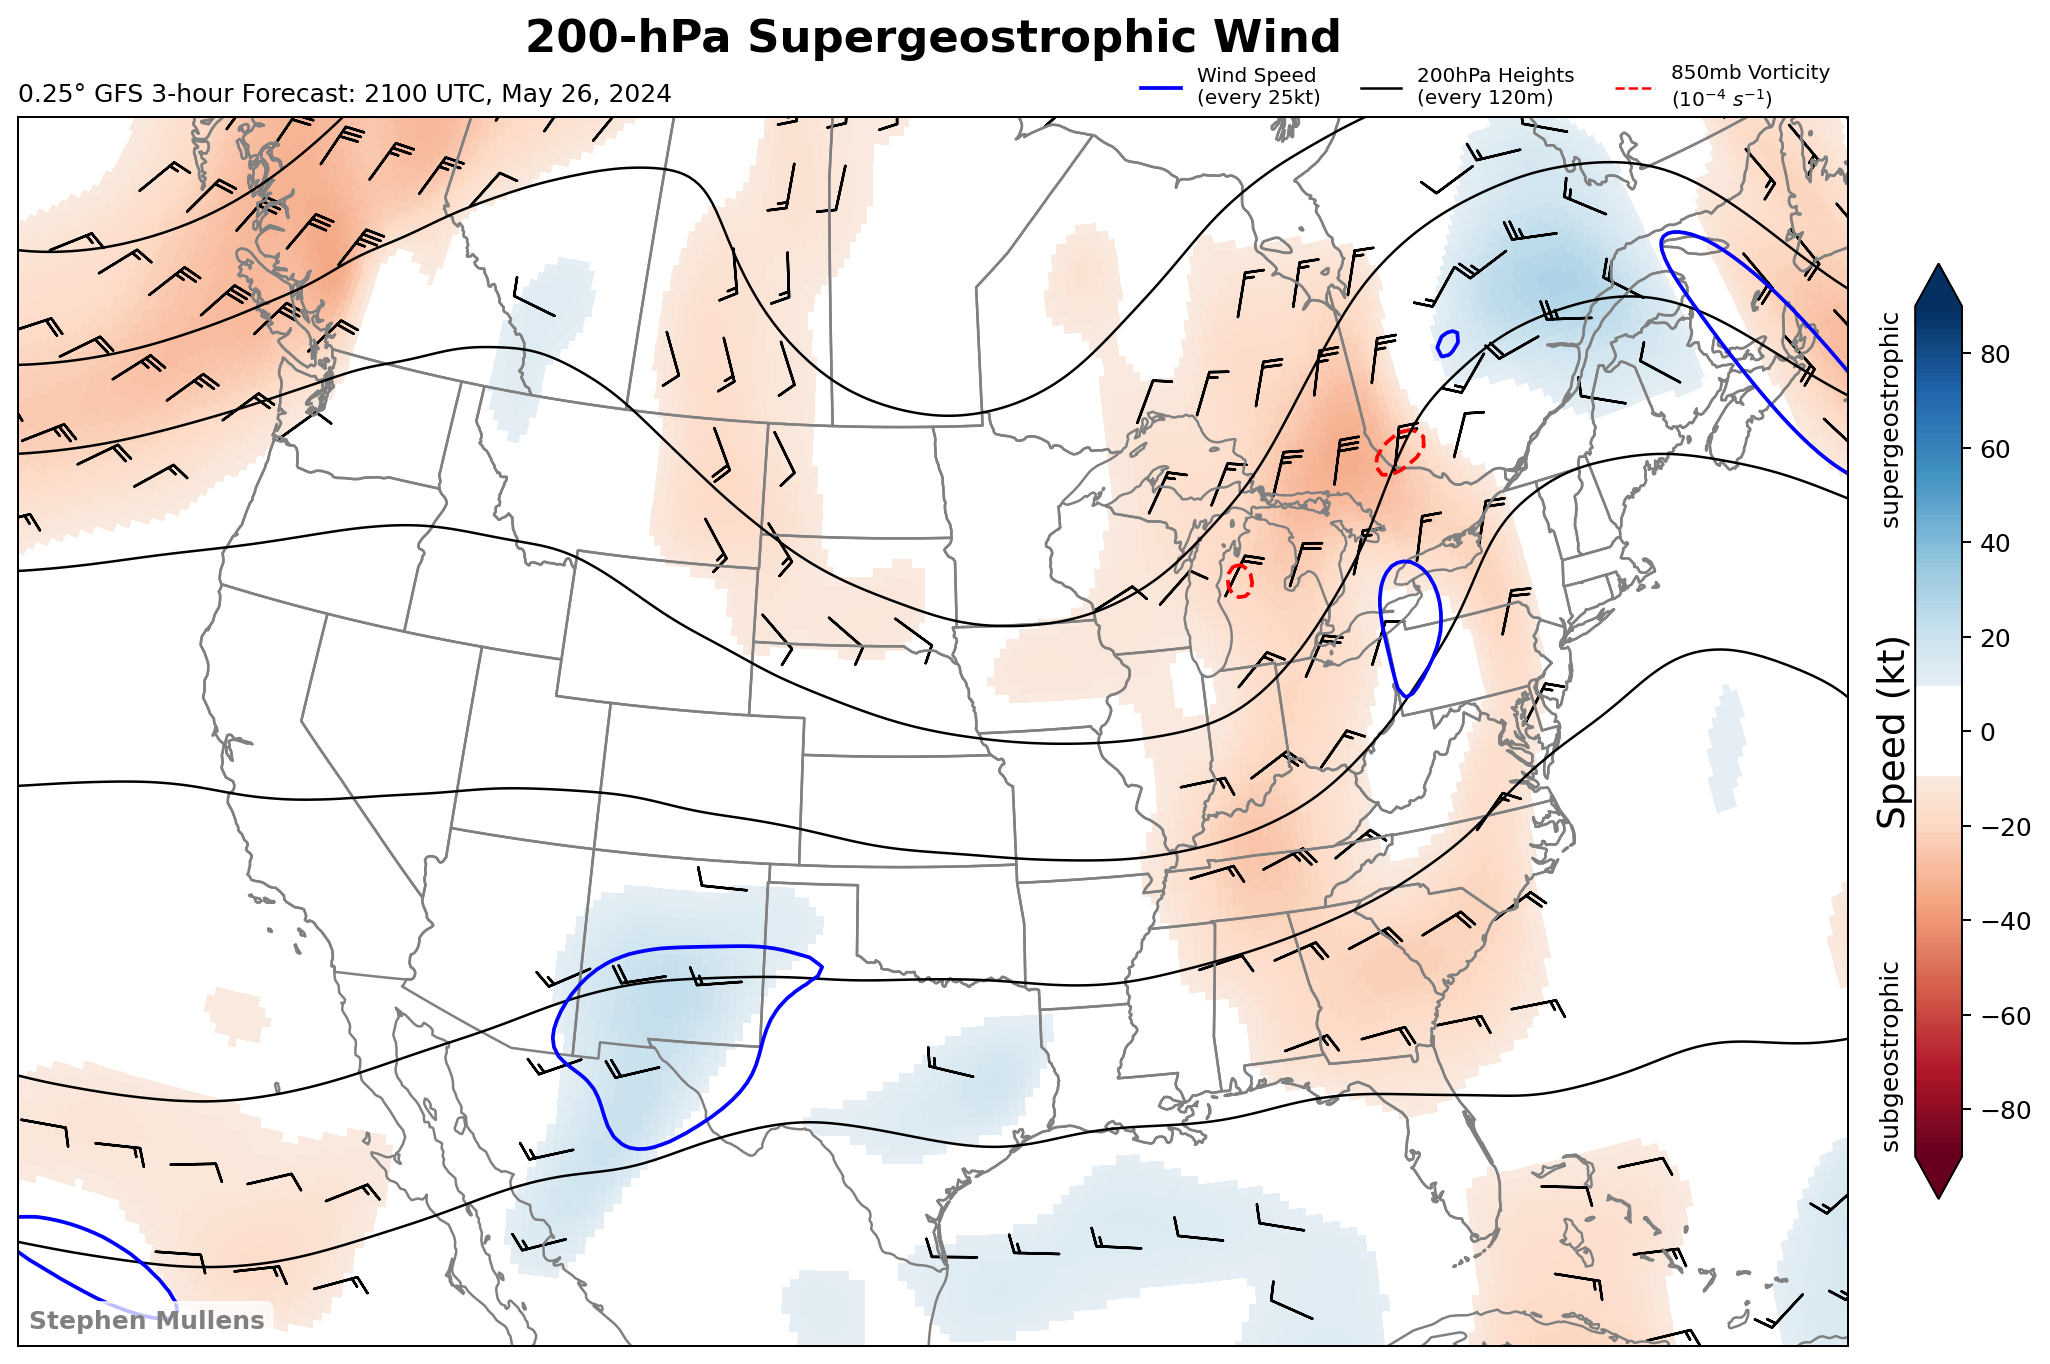 200-hPa Supergeostrophic Wind
0.25° GFS 3-hour Forecast: 2100 UTC, May 26, 2024
Wind Speed
(every 25kt)
200hPa Heights
(every 120m)
850mb Vorticity
(10⁻⁴ s⁻¹)
supergeostrophic
Speed (kt)
subgeostrophic
80
60
40
20
0
−20
−40
−60
−80
Stephen Mullens